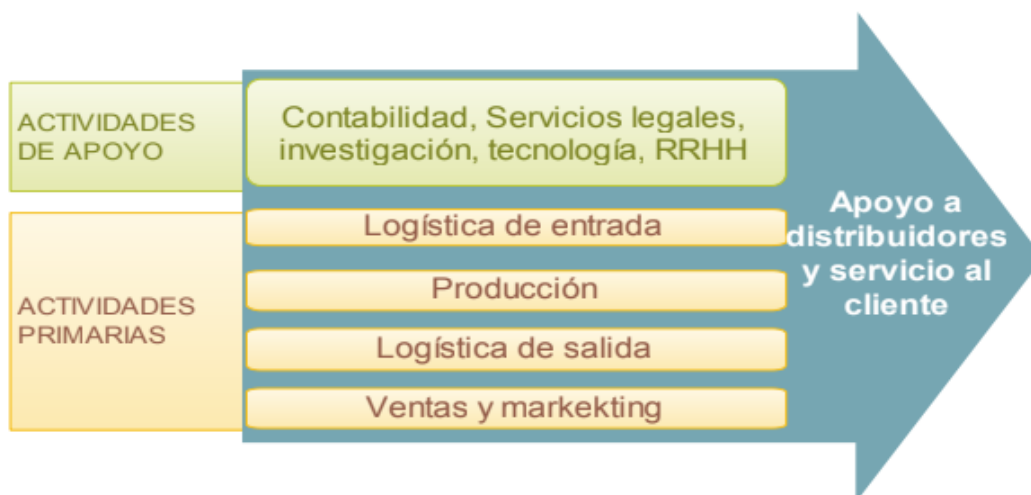 ACTIVIDADES
DE APOYO
Contabilidad, Servicios legales,
investigación, tecnología, RRHH
ACTIVIDADES
PRIMARIAS
Logística de entrada
Producción
Logística de salida
Ventas y markekting
Apoyo a
distribuidores
y servicio al
cliente